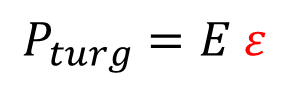 P_turg = E ε